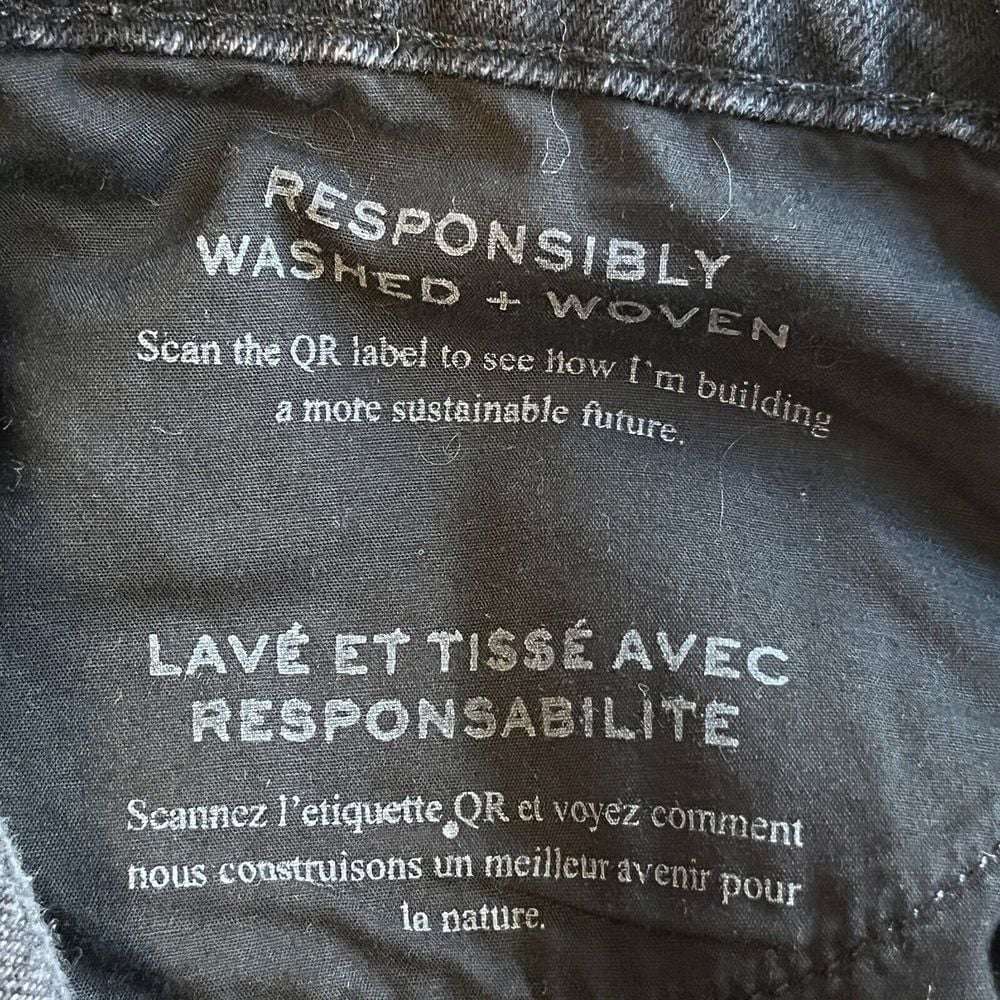 RESPONSIBLY
WASHED + WOVEN
Scan the QR label to see how I'm building
a more sustainable future.
LAVÉ ET TISSÉ AVEC
RESPONSABILITE
Scannez l'etiquette QR et voyez comment
nous construisons un meilleur avenir pour
la nature.